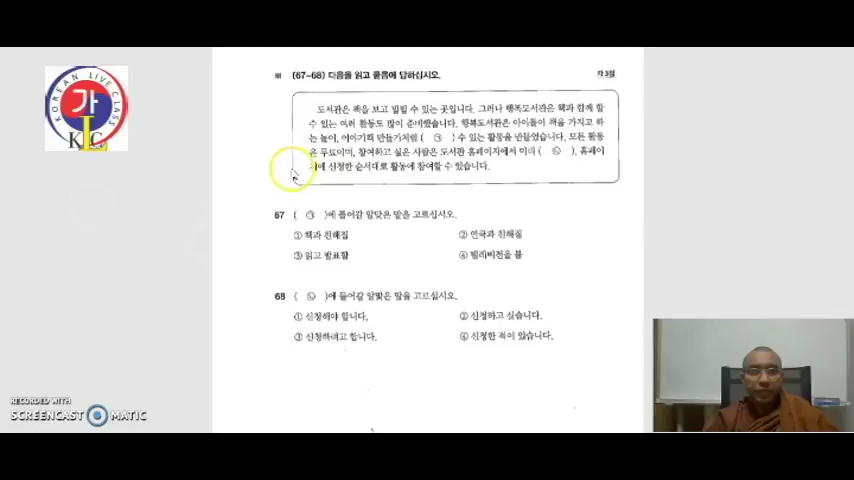 KOREAN LIVE CLASS
가
K L C
※ [67~68] 다음을 읽고 물음에 답하십시오. 각 3점
도서관은 책을 보고 빌릴 수 있는 곳입니다. 그러나 행복도서관은 책과 함께 할
수 있는 여러 활동도 많이 준비했습니다. 행복도서관은 아이들이 책을 가지고 하
는 놀이, 이야기책 만들기처럼 ( ㉠ ) 수 있는 활동을 만들었습니다. 모든 활동
은 무료이며, 참여하고 싶은 사람은 도서관 홈페이지에서 미리 ( ㉡ ). 홈페이
지에 신청한 순서대로 활동에 참여할 수 있습니다.
67 ( ㉠ )에 들어갈 알맞은 말을 고르십시오.
① 책과 친해질 ② 연극과 친해질
③ 읽고 발표할 ④ 텔레비전을 볼
68 ( ㉡ )에 들어갈 알맞은 말을 고르십시오.
① 신청해야 합니다. ② 신청하고 싶습니다.
③ 신청하려고 합니다. ④ 신청한 적이 있습니다.
RECORDED WITH
SCREENCAST MATIC